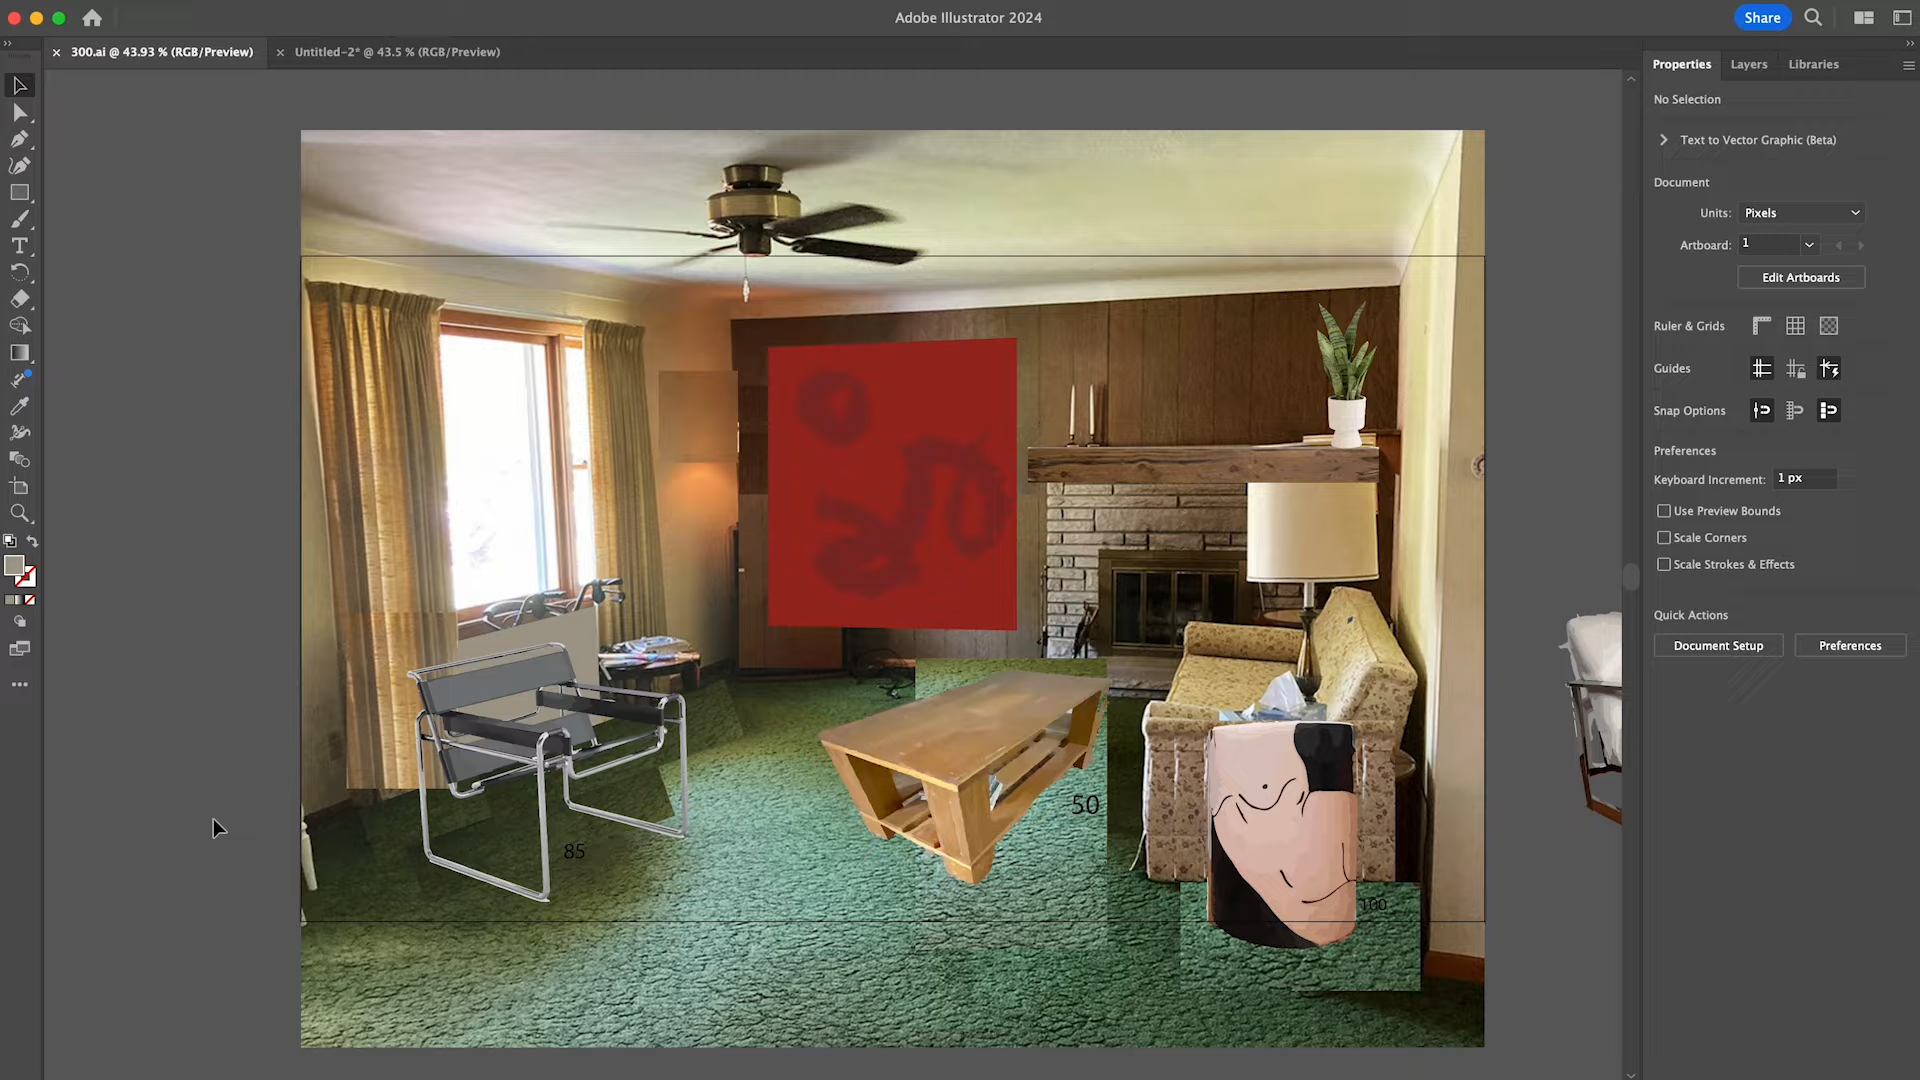 Adobe Illustrator 2024
Share
300.ai @ 43.93 % (RGB/Preview)
Untitled-2* @ 43.5 % (RGB/Preview)
Properties
Layers
Libraries
No Selection
Text to Vector Graphic (Beta)
Document
Units: Pixels
Artboard: 1
Edit Artboards
Ruler & Grids
Guides
Snap Options
Preferences
Keyboard Increment: 1 px
Use Preview Bounds
Scale Corners
Scale Strokes & Effects
Quick Actions
Document Setup
Preferences
50
85
100